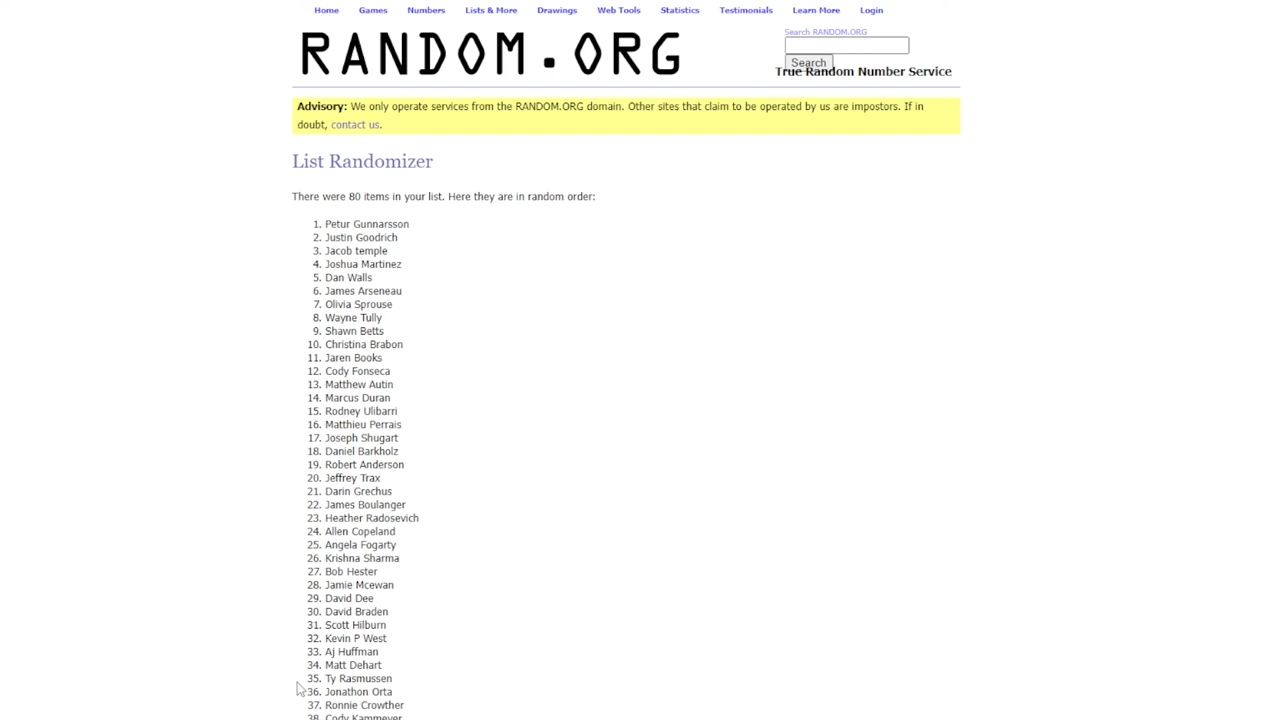 Home Games Numbers Lists & More Drawings Web Tools Statistics Testimonials Learn More Login
RANDOM.ORG
Search RANDOM.ORG
Search
True Random Number Service
Advisory: We only operate services from the RANDOM.ORG domain. Other sites that claim to be operated by us are impostors. If in
doubt, contact us.
List Randomizer
There were 80 items in your list. Here they are in random order:
1. Petur Gunnarsson
2. Justin Goodrich
3. Jacob temple
4. Joshua Martinez
5. Dan Walls
6. James Arseneau
7. Olivia Sprouse
8. Wayne Tully
9. Shawn Betts
10. Christina Brabon
11. Jaren Books
12. Cody Fonseca
13. Matthew Autin
14. Marcus Duran
15. Rodney Ulibarri
16. Matthieu Perrais
17. Joseph Shugart
18. Daniel Barkholz
19. Robert Anderson
20. Jeffrey Trax
21. Darin Grechus
22. James Boulanger
23. Heather Radosevich
24. Allen Copeland
25. Angela Fogarty
26. Krishna Sharma
27. Bob Hester
28. Jamie Mcewan
29. David Dee
30. David Braden
31. Scott Hilburn
32. Kevin P West
33. Aj Huffman
34. Matt Dehart
35. Ty Rasmussen
36. Jonathon Orta
37. Ronnie Crowther
38. Cody Kammeyer